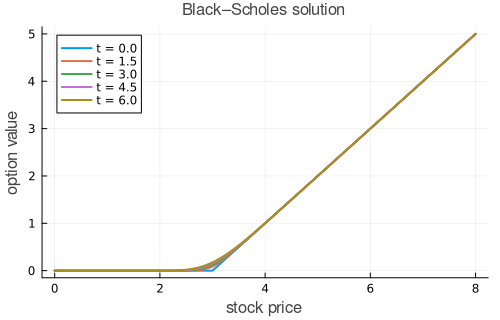 Black–Scholes solution
t = 0.0
t = 1.5
t = 3.0
t = 4.5
t = 6.0
option value
5
4
3
2
1
0
0 2 4 6 8
stock price